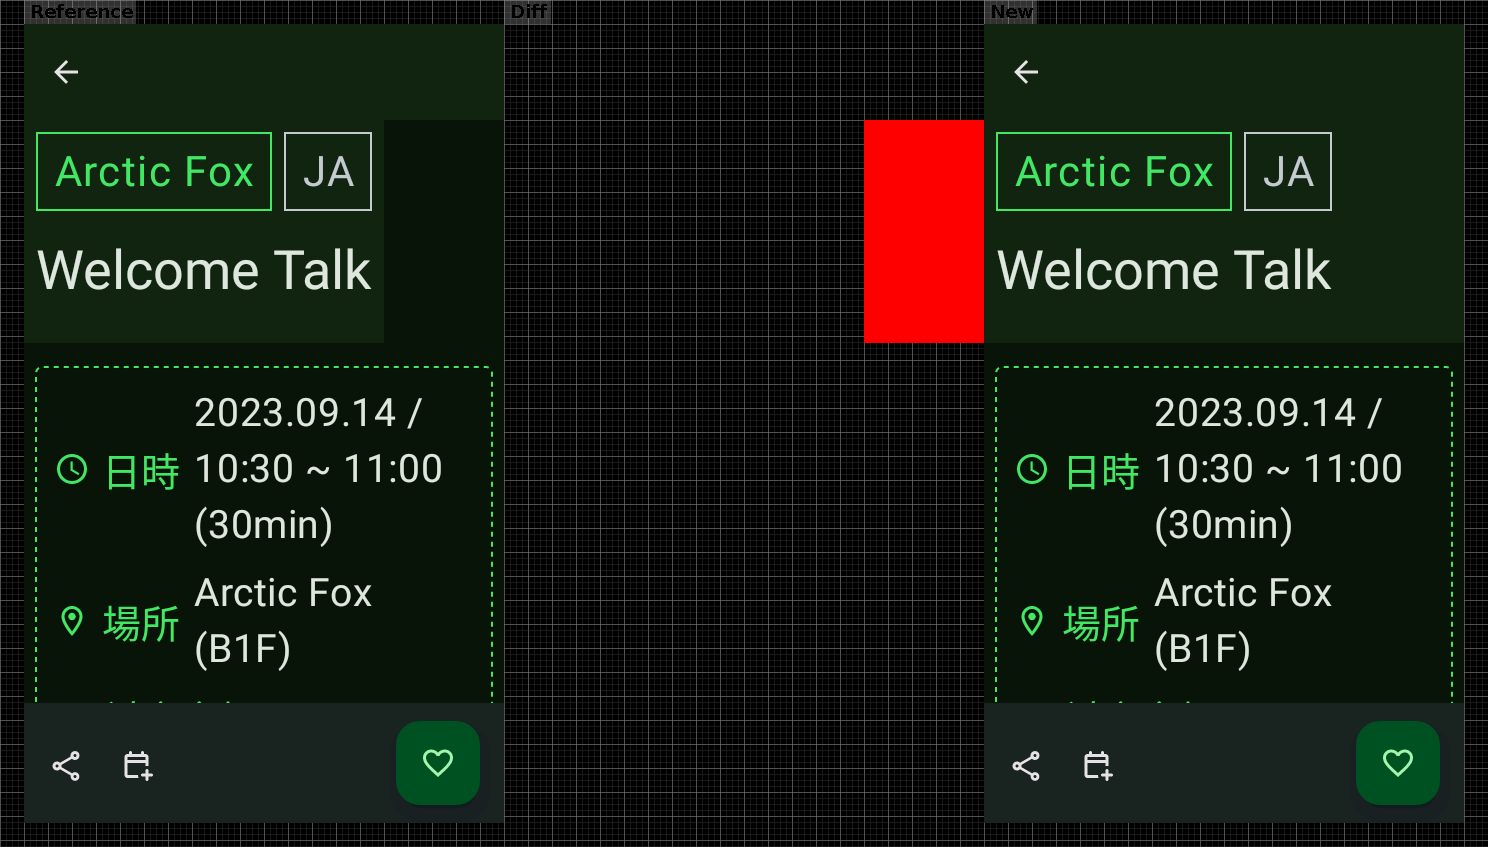 Reference
Diff
New
Arctic Fox
JA
Welcome Talk
2023.09.14 /
日時
10:30 ~ 11:00
(30min)
Arctic Fox
場所
(B1F)
Arctic Fox
JA
Welcome Talk
2023.09.14 /
日時
10:30 ~ 11:00
(30min)
Arctic Fox
場所
(B1F)